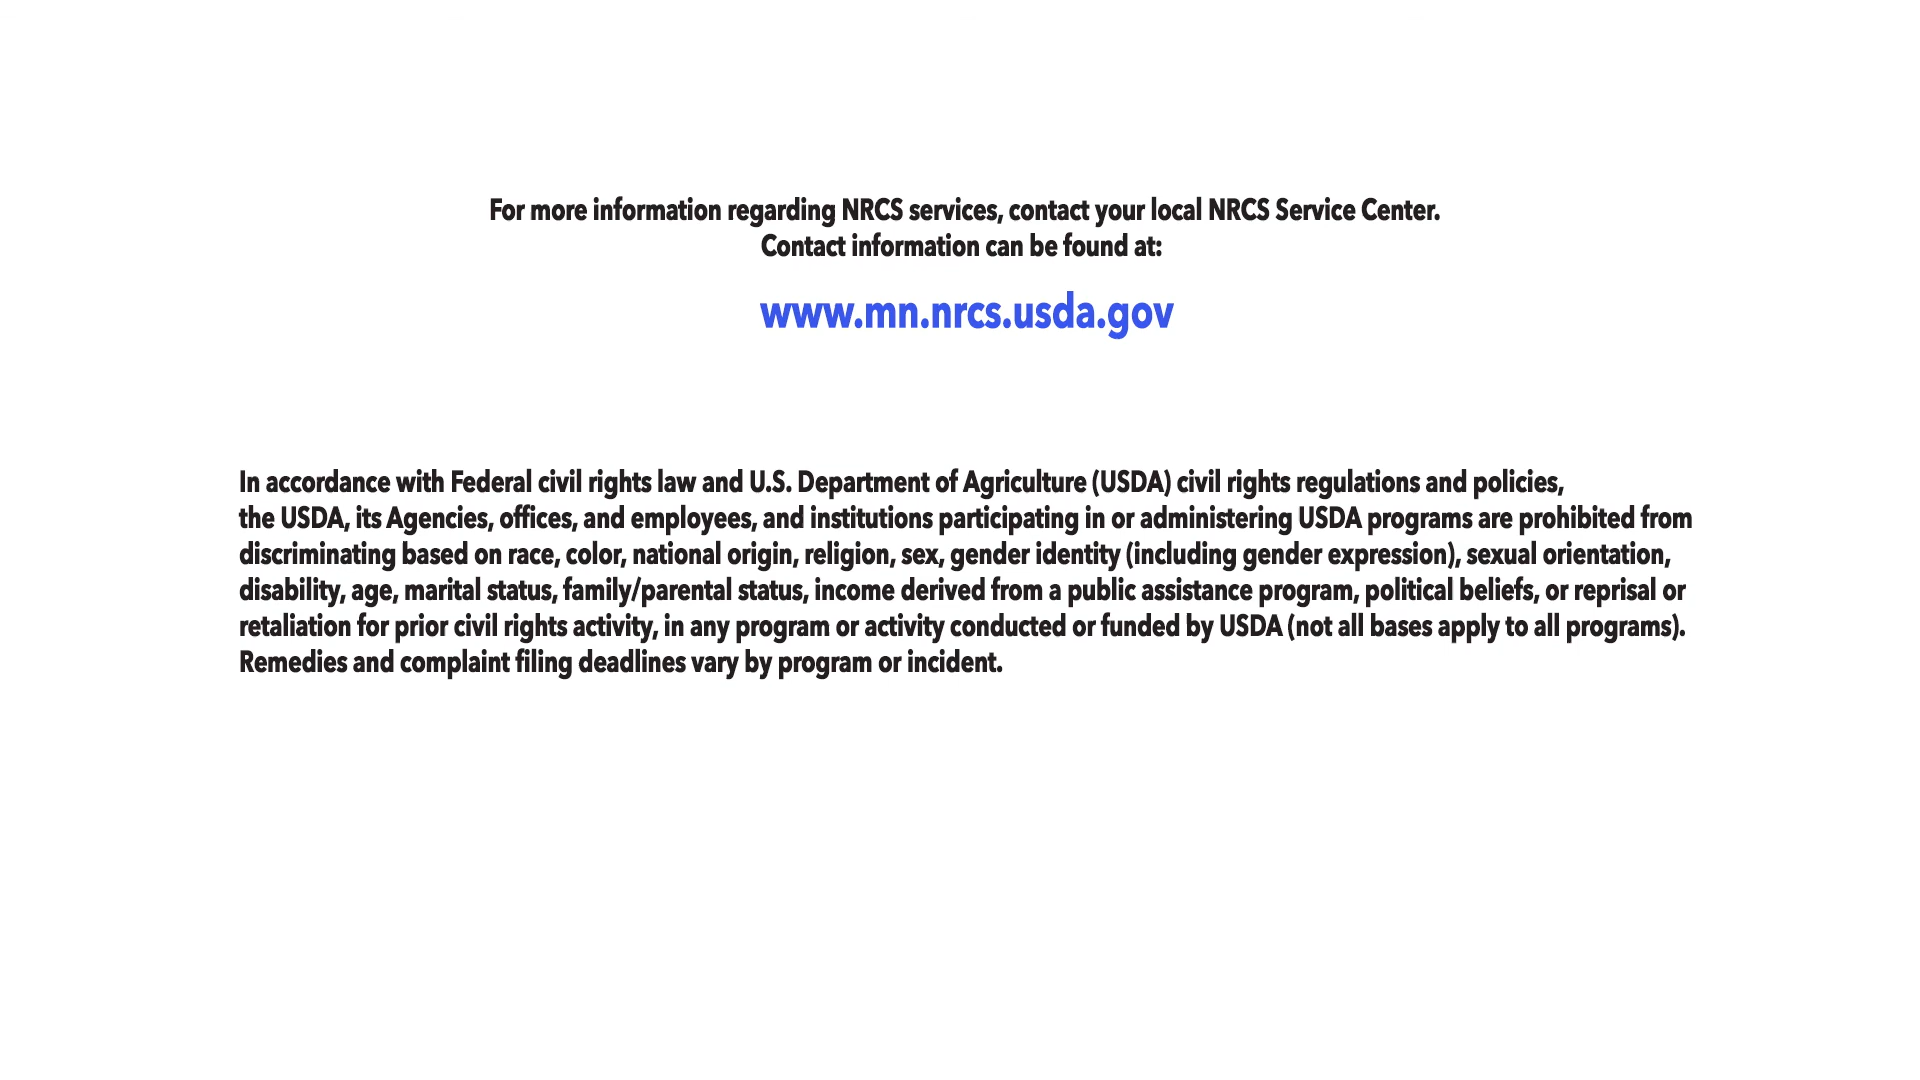 For more information regarding NRCS services, contact your local NRCS Service Center.
Contact information can be found at:
www.mn.nrcs.usda.gov
In accordance with Federal civil rights law and U.S. Department of Agriculture (USDA) civil rights regulations and policies,
the USDA, its Agencies, offices, and employees, and institutions participating in or administering USDA programs are prohibited from
discriminating based on race, color, national origin, religion, sex, gender identity (including gender expression), sexual orientation,
disability, age, marital status, family/parental status, income derived from a public assistance program, political beliefs, or reprisal or
retaliation for prior civil rights activity, in any program or activity conducted or funded by USDA (not all bases apply to all programs).
Remedies and complaint filing deadlines vary by program or incident.